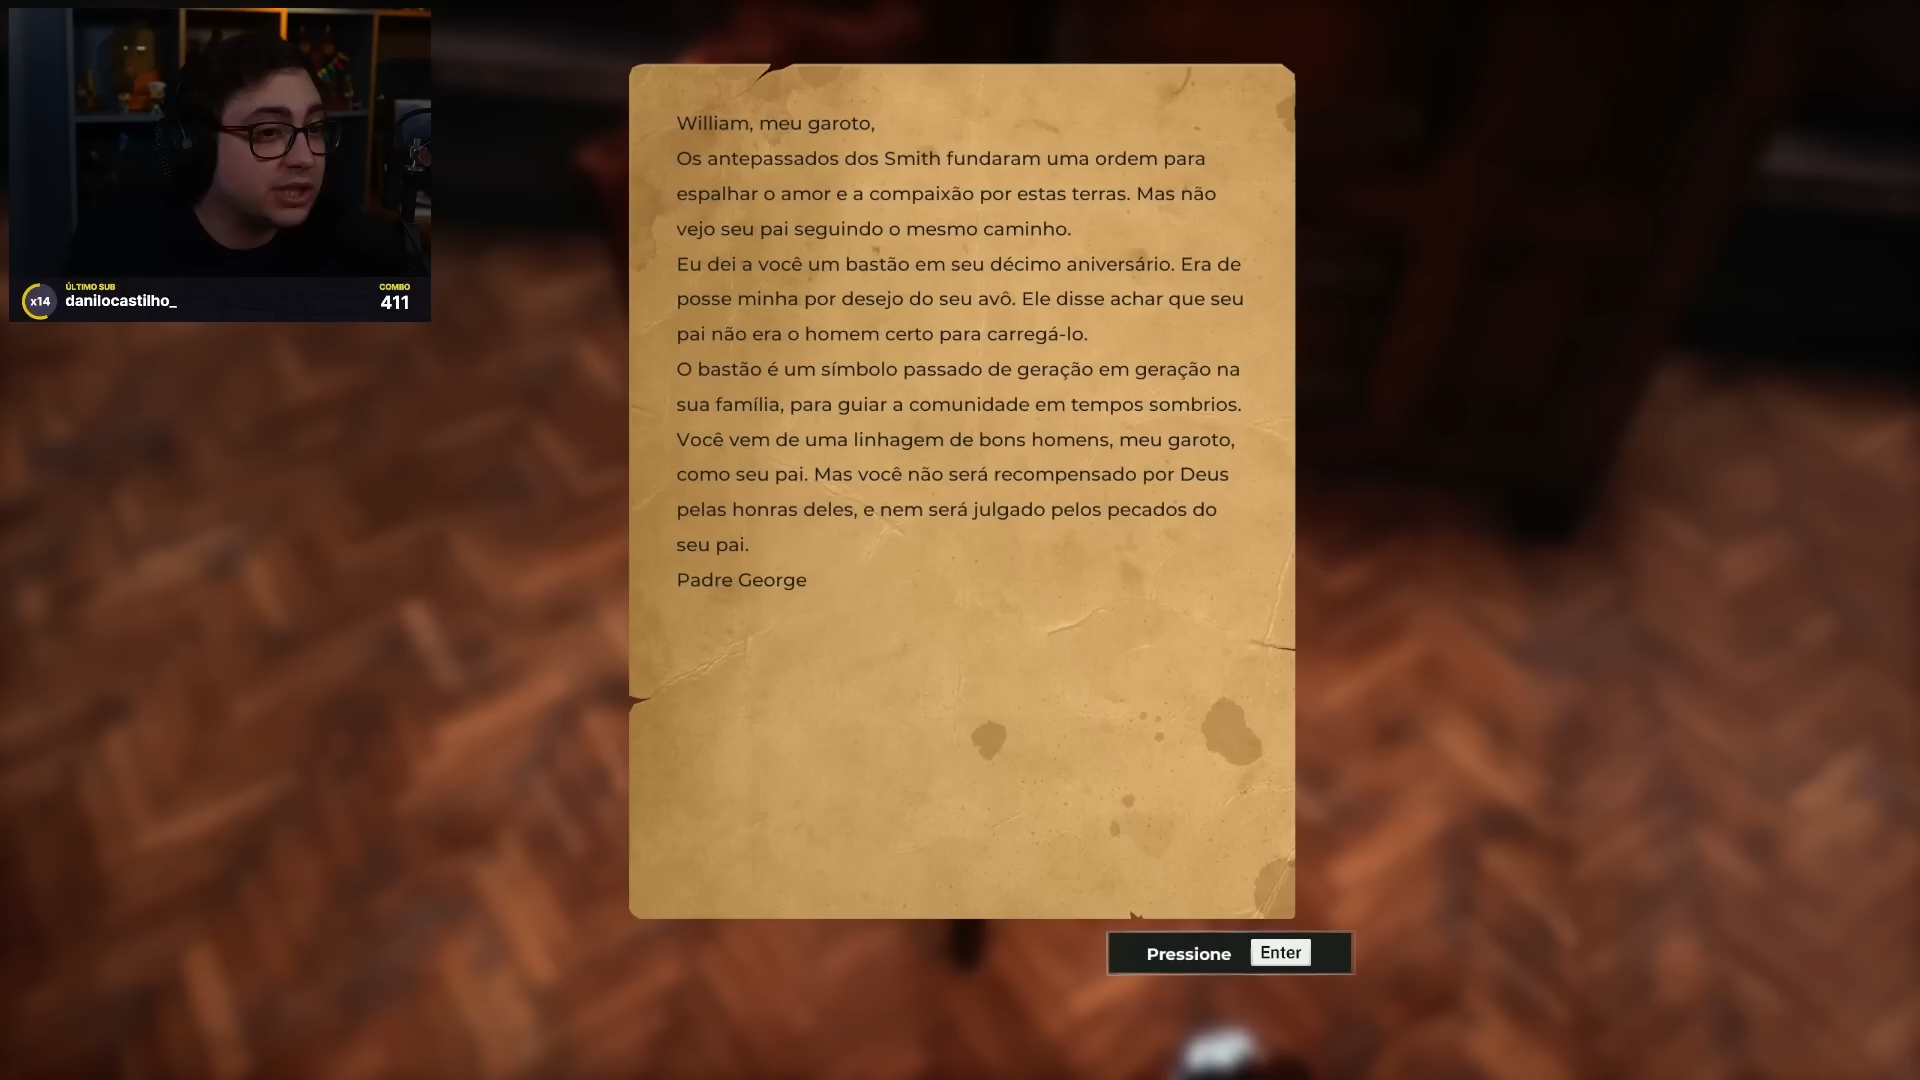 x14
ÚLTIMO SUB
danilocastilho_
COMBO
411
William, meu garoto,
Os antepassados dos Smith fundaram uma ordem para
espalhar o amor e a compaixão por estas terras. Mas não
vejo seu pai seguindo o mesmo caminho.
Eu dei a você um bastão em seu décimo aniversário. Era de
posse minha por desejo do seu avô. Ele disse achar que seu
pai não era o homem certo para carregá-lo.
O bastão é um símbolo passado de geração em geração na
sua família, para guiar a comunidade em tempos sombrios.
Você vem de uma linhagem de bons homens, meu garoto,
como seu pai. Mas você não será recompensado por Deus
pelas honras deles, e nem será julgado pelos pecados do
seu pai.
Padre George
Pressione Enter